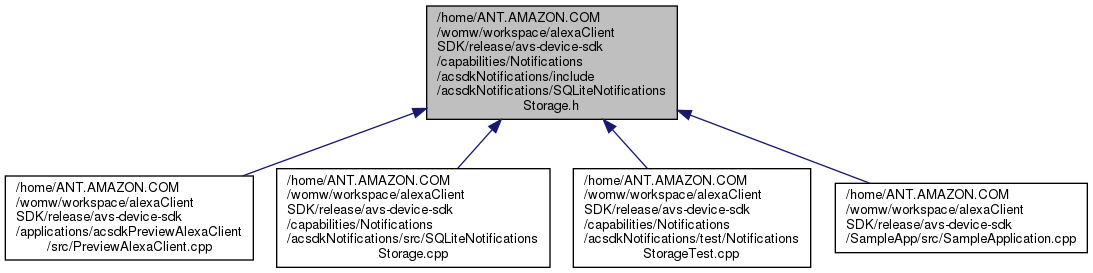 /home/ANT.AMAZON.COM
/womw/workspace/alexaClient
SDK/release/avs-device-sdk
/capabilities/Notifications
/acsdkNotifications/include
/acsdkNotifications/SQLiteNotifications
Storage.h
/home/ANT.AMAZON.COM
/womw/workspace/alexaClient
SDK/release/avs-device-sdk
/applications/acsdkPreviewAlexaClient
/src/PreviewAlexaClient.cpp
/home/ANT.AMAZON.COM
/womw/workspace/alexaClient
SDK/release/avs-device-sdk
/capabilities/Notifications
/acsdkNotifications/src/SQLiteNotifications
Storage.cpp
/home/ANT.AMAZON.COM
/womw/workspace/alexaClient
SDK/release/avs-device-sdk
/capabilities/Notifications
/acsdkNotifications/test/Notifications
StorageTest.cpp
/home/ANT.AMAZON.COM
/womw/workspace/alexaClient
SDK/release/avs-device-sdk
/SampleApp/src/SampleApplication.cpp